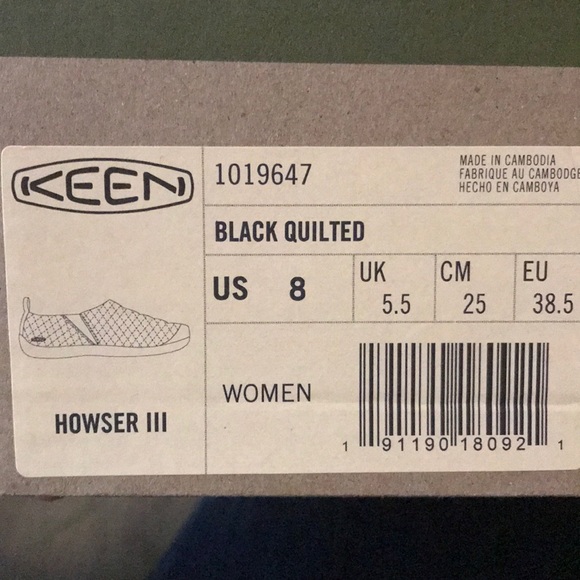 KEEN
1019647
MADE IN CAMBODIA
FABRIQUE AU CAMBODGE
HECHO EN CAMBOYA
BLACK QUILTED
US 8
UK 5.5
CM 25
EU 38.5
WOMEN
HOWSER III
1 91190 18092 1